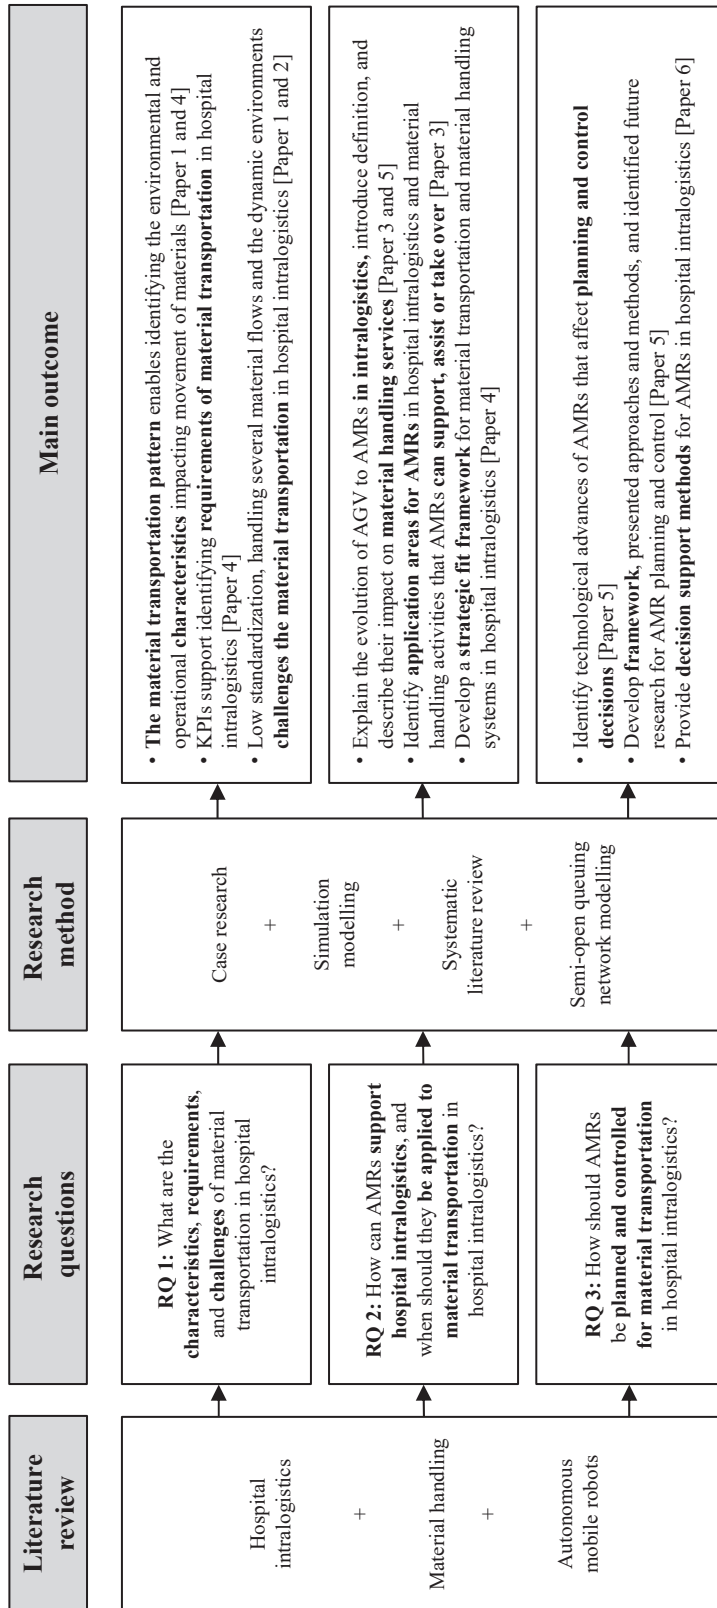 Literature
review
Hospital
intralogistics
+
Material handling
+
Autonomous
mobile robots
Research
questions
RQ 1: What are the
characteristics, requirements,
and challenges of material
transportation in hospital
intralogistics?
RQ 2: How can AMRs support
hospital intralogistics, and
when should they be applied to
material transportation in
hospital intralogistics?
RQ 3: How should AMRs
be planned and controlled
for material transportation
in hospital intralogistics?
Research
method
Case research
+
Simulation
modelling
+
Systematic
literature review
+
Semi-open queuing
network modelling
Main outcome
• The material transportation pattern enables identifying the environmental and
operational characteristics impacting movement of materials [Paper 1 and 4]
• KPIs support identifying requirements of material transportation in hospital
intralogistics [Paper 4]
• Low standardization, handling several material flows and the dynamic environments
challenges the material transportation in hospital intralogistics [Paper 1 and 2]
• Explain the evolution of AGV to AMRs in intralogistics, introduce definition, and
describe their impact on material handling services [Paper 3 and 5]
• Identify application areas for AMRs in hospital intralogistics and material
handling activities that AMRs can support, assist or take over [Paper 3]
• Develop a strategic fit framework for material transportation and material handling
systems in hospital intralogistics [Paper 4]
• Identify technological advances of AMRs that affect planning and control
decisions [Paper 5]
• Develop framework, presented approaches and methods, and identified future
research for AMR planning and control [Paper 5]
• Provide decision support methods for AMRs in hospital intralogistics [Paper 6]